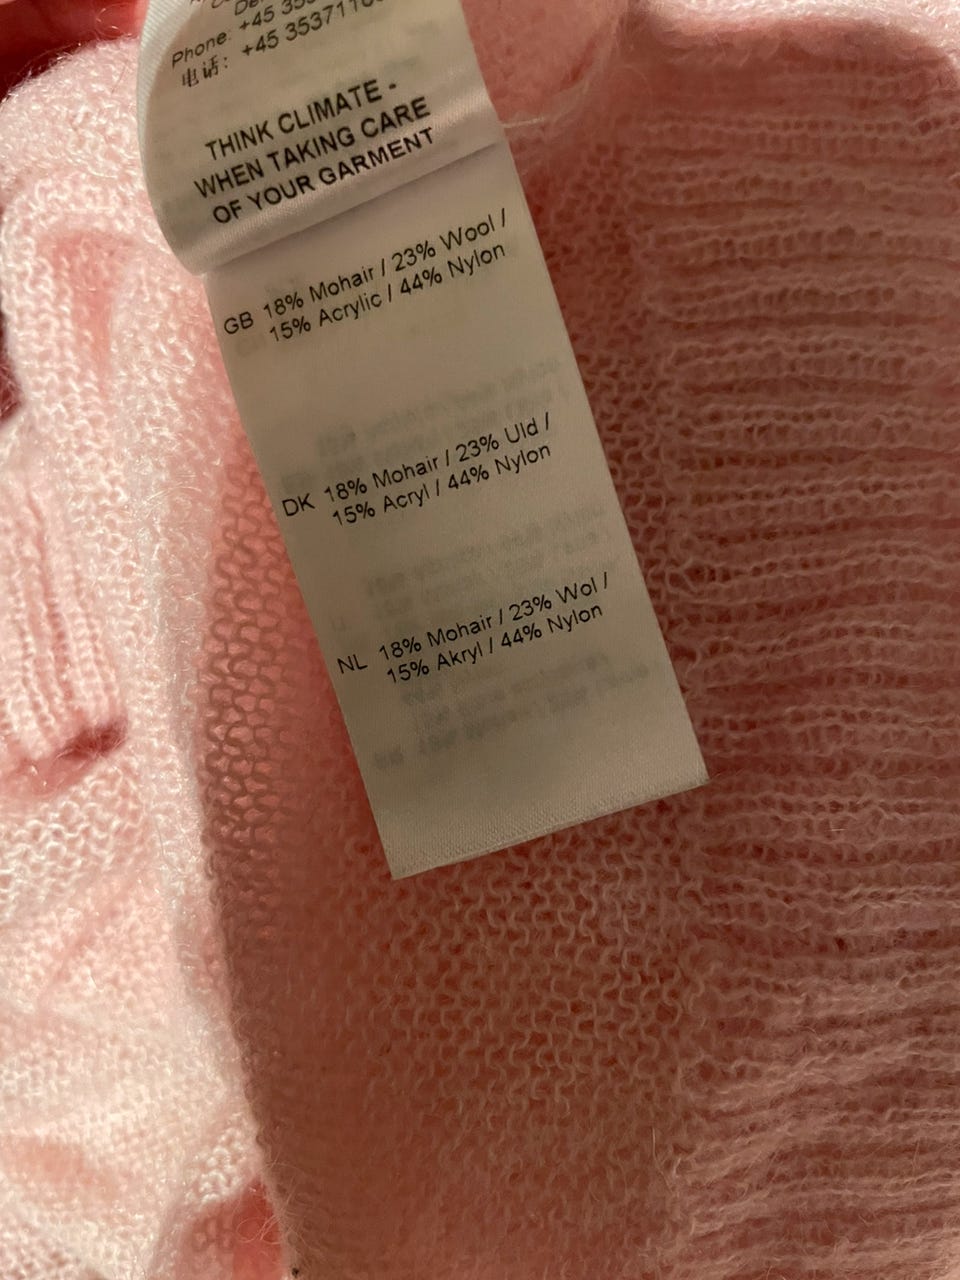 Phone: +45
电话: +45 353711
THINK CLIMATE -
WHEN TAKING CARE
OF YOUR GARMENT
GB 18% Mohair / 23% Wool /
15% Acrylic / 44% Nylon
DK 18% Mohair / 23% Uld /
15% Acryl / 44% Nylon
NL 18% Mohair / 23% Wol /
15% Akryl / 44% Nylon